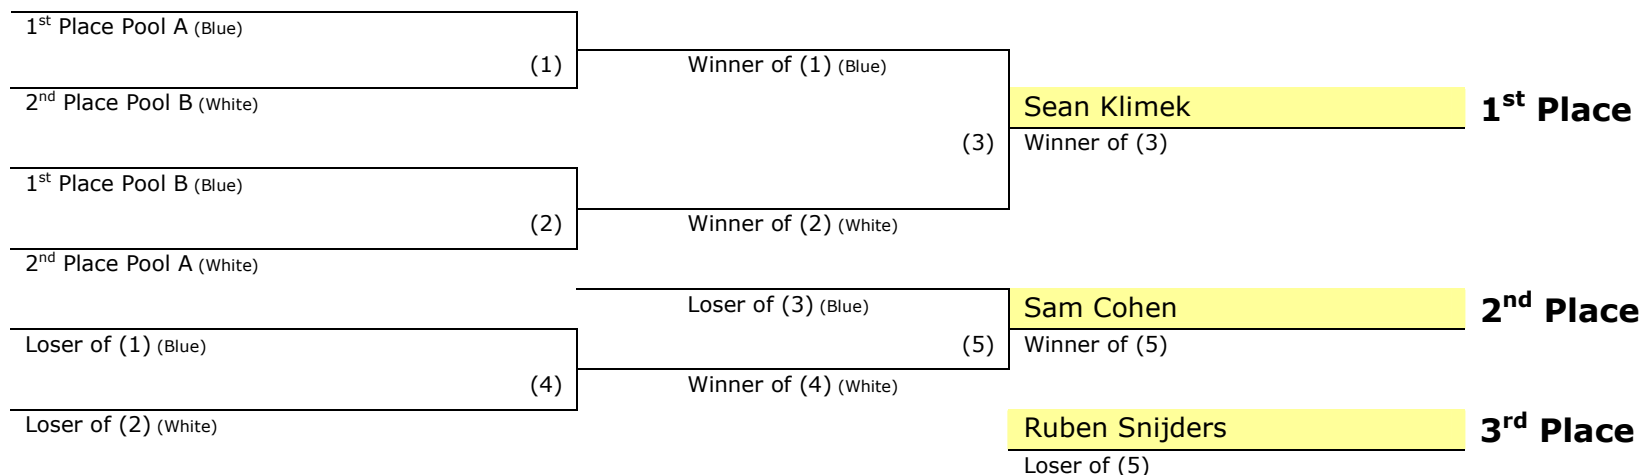 1st Place Pool A (Blue)
(1)
Winner of (1) (Blue)
2nd Place Pool B (White)
Sean Klimek
1st Place
(3)
Winner of (3)
1st Place Pool B (Blue)
(2)
Winner of (2) (White)
2nd Place Pool A (White)
Loser of (3) (Blue)
Sam Cohen
2nd Place
Loser of (1) (Blue)
(5)
Winner of (5)
(4)
Winner of (4) (White)
Loser of (2) (White)
Ruben Snijders
3rd Place
Loser of (5)